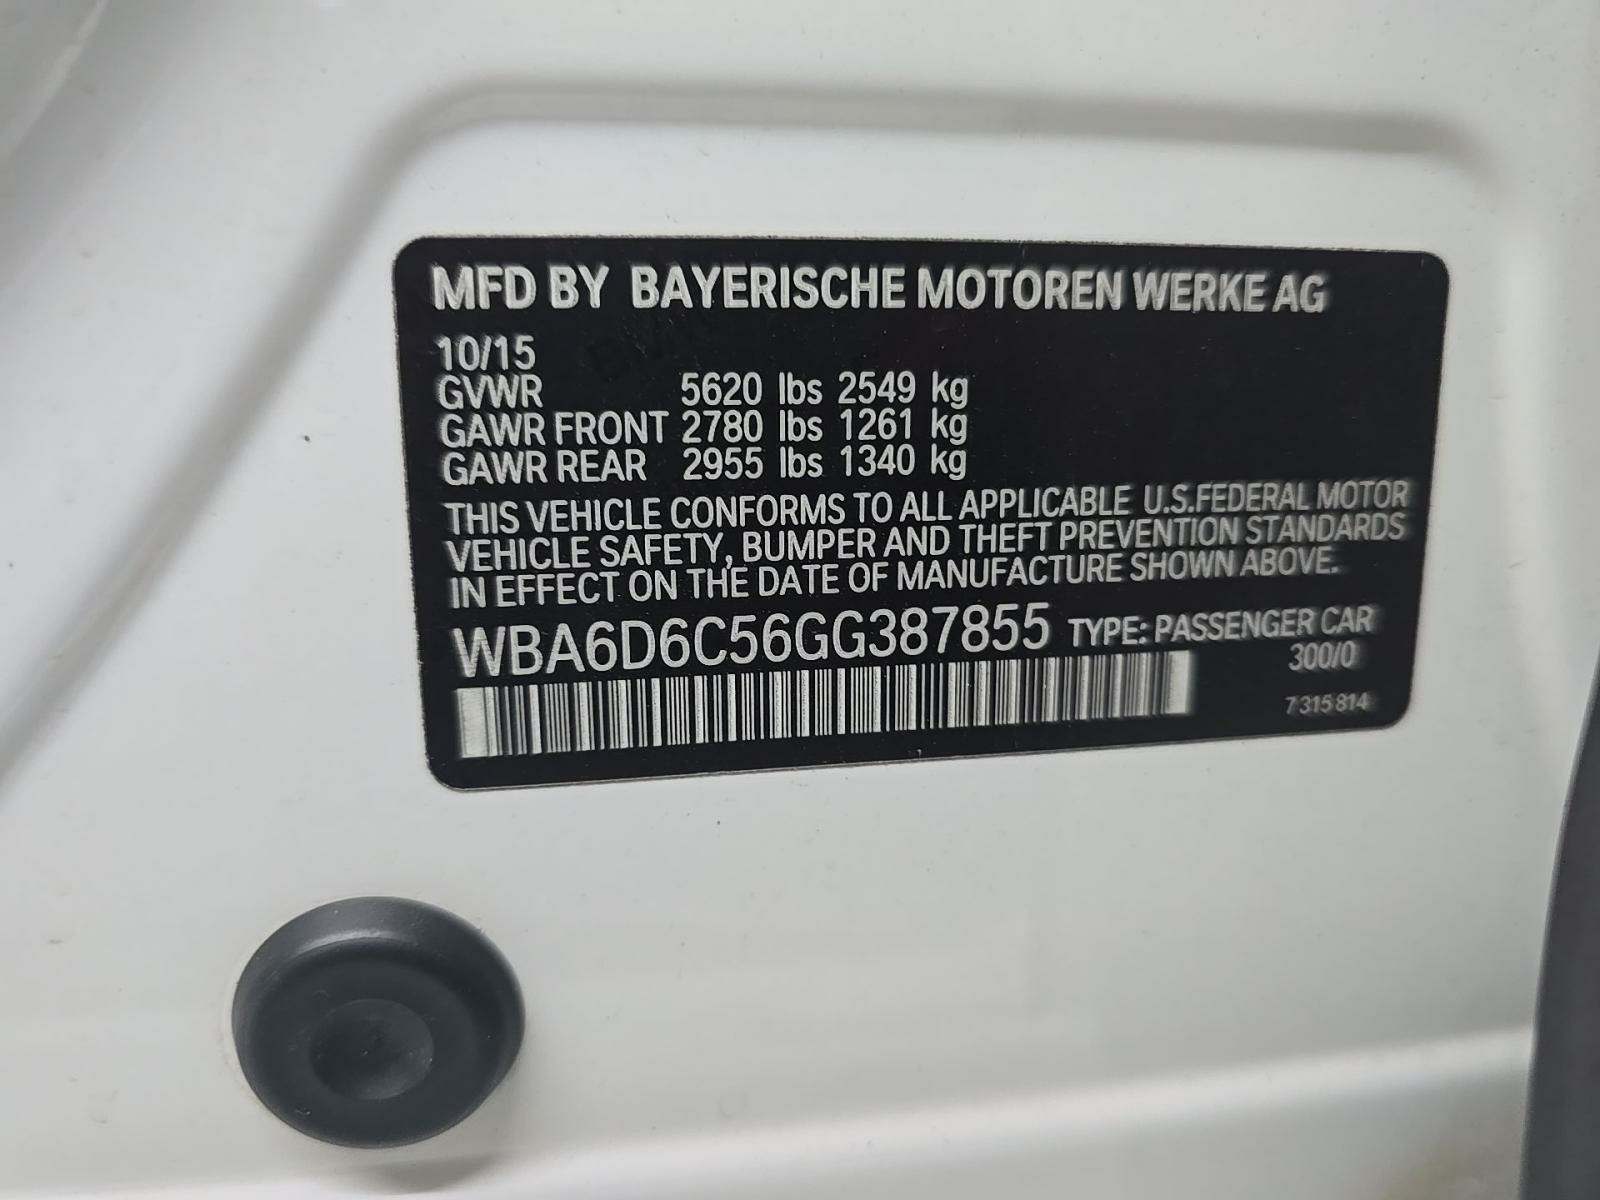 MFD BY BAYERISCHE MOTOREN WERKE AG
10/15
GVWR 5620 lbs 2549 kg
GAWR FRONT 2780 lbs 1261 kg
GAWR REAR 2955 lbs 1340 kg
THIS VEHICLE CONFORMS TO ALL APPLICABLE U.S.FEDERAL MOTOR
VEHICLE SAFETY, BUMPER AND THEFT PREVENTION STANDARDS
IN EFFECT ON THE DATE OF MANUFACTURE SHOWN ABOVE.
WBA6D6C56GG387855 TYPE: PASSENGER CAR
300/0
7 315 814